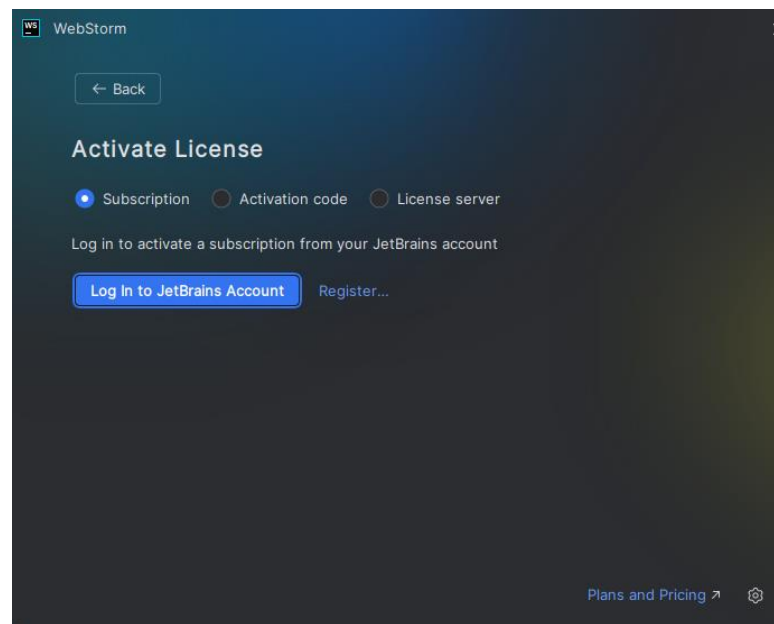 WS WebStorm
← Back
Activate License
Subscription Activation code License server
Log in to activate a subscription from your JetBrains account
Log In to JetBrains Account Register...
Plans and Pricing ↗